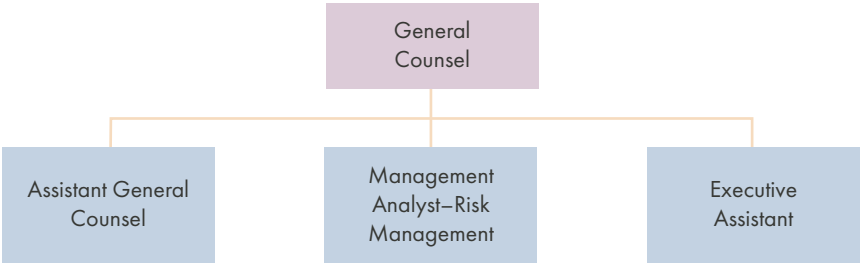 General
Counsel
Assistant General
Counsel
Management
Analyst–Risk
Management
Executive
Assistant